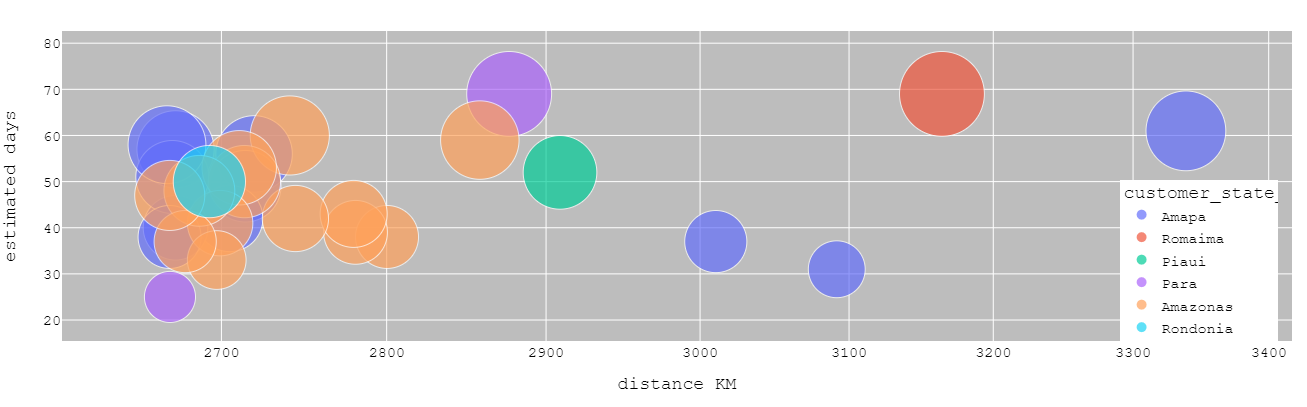 80
70
60
50
40
30
20
estimated days
2700 2800 2900 3000 3100 3200 3300 3400
distance KM
customer_state_
Amapa
Romaima
Piaui
Para
Amazonas
Rondonia